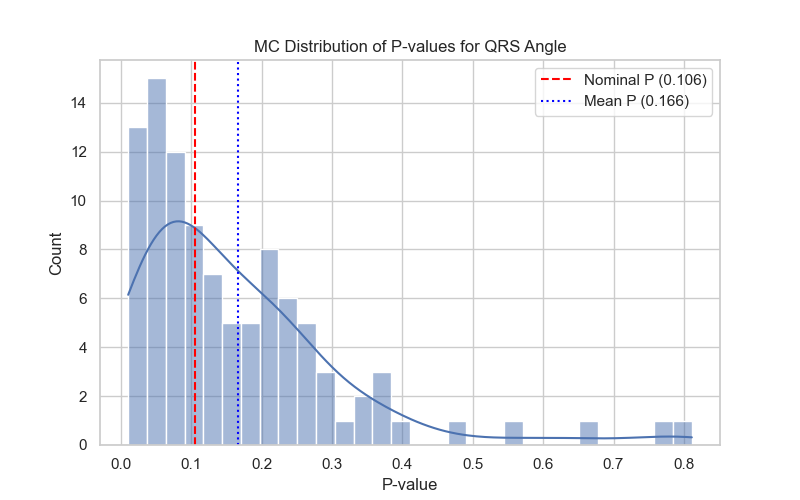 MC Distribution of P-values for QRS Angle
Nominal P (0.106)
Mean P (0.166)
Count
14
12
10
8
6
4
2
0
0.0 0.1 0.2 0.3 0.4 0.5 0.6 0.7 0.8
P-value